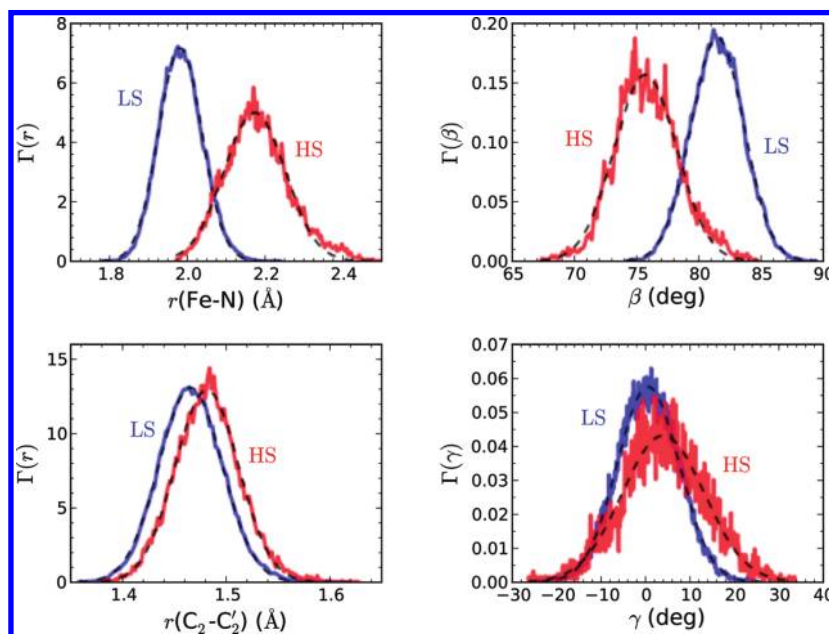 Γ(r)
8
6
4
2
0
LS
HS
1.8 2.0 2.2 2.4
r(Fe-N) (Å)
Γ(β)
0.20
0.15
0.10
0.05
0.00
HS
LS
65 70 75 80 85 90
β (deg)
Γ(r)
15
10
5
0
LS
HS
1.4 1.5 1.6
r(C₂-C₂′) (Å)
Γ(γ)
0.07
0.06
0.05
0.04
0.03
0.02
0.01
0.00
LS
HS
−30 −20 −10 0 10 20 30 40
γ (deg)